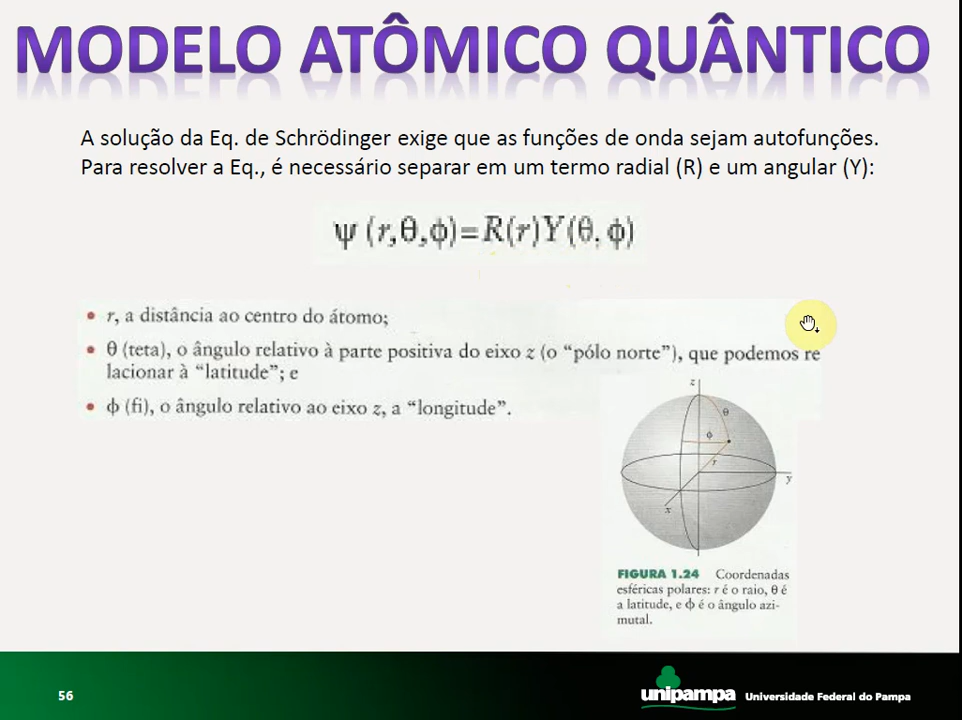 MODELO ATÔMICO QUÂNTICO
A solução da Eq. de Schrödinger exige que as funções de onda sejam autofunções.
Para resolver a Eq., é necessário separar em um termo radial (R) e um angular (Y):
ψ (r,θ,ϕ)=R(r)Y(θ, ϕ)
• r, a distância ao centro do átomo;
• θ (teta), o ângulo relativo à parte positiva do eixo z (o “pólo norte”), que podemos re
lacionar à “latitude”; e
• ϕ (fi), o ângulo relativo ao eixo z, a “longitude”.
z
θ
ϕ
r
y
x
FIGURA 1.24 Coordenadas
esféricas polares: r é o raio, θ é
a latitude, e ϕ é o ângulo azi-
mutal.
56
unipampa Universidade Federal do Pampa